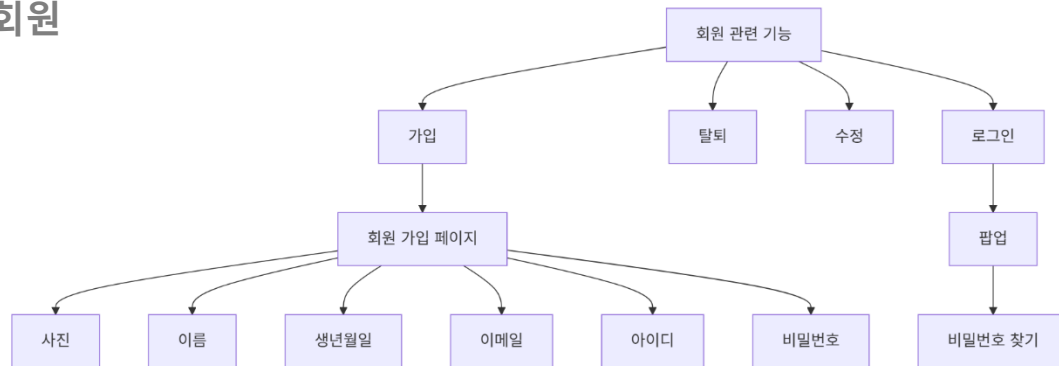 회원
회원 관련 기능
가입
탈퇴
수정
로그인
회원 가입 페이지
팝업
사진
이름
생년월일
이메일
아이디
비밀번호
비밀번호 찾기